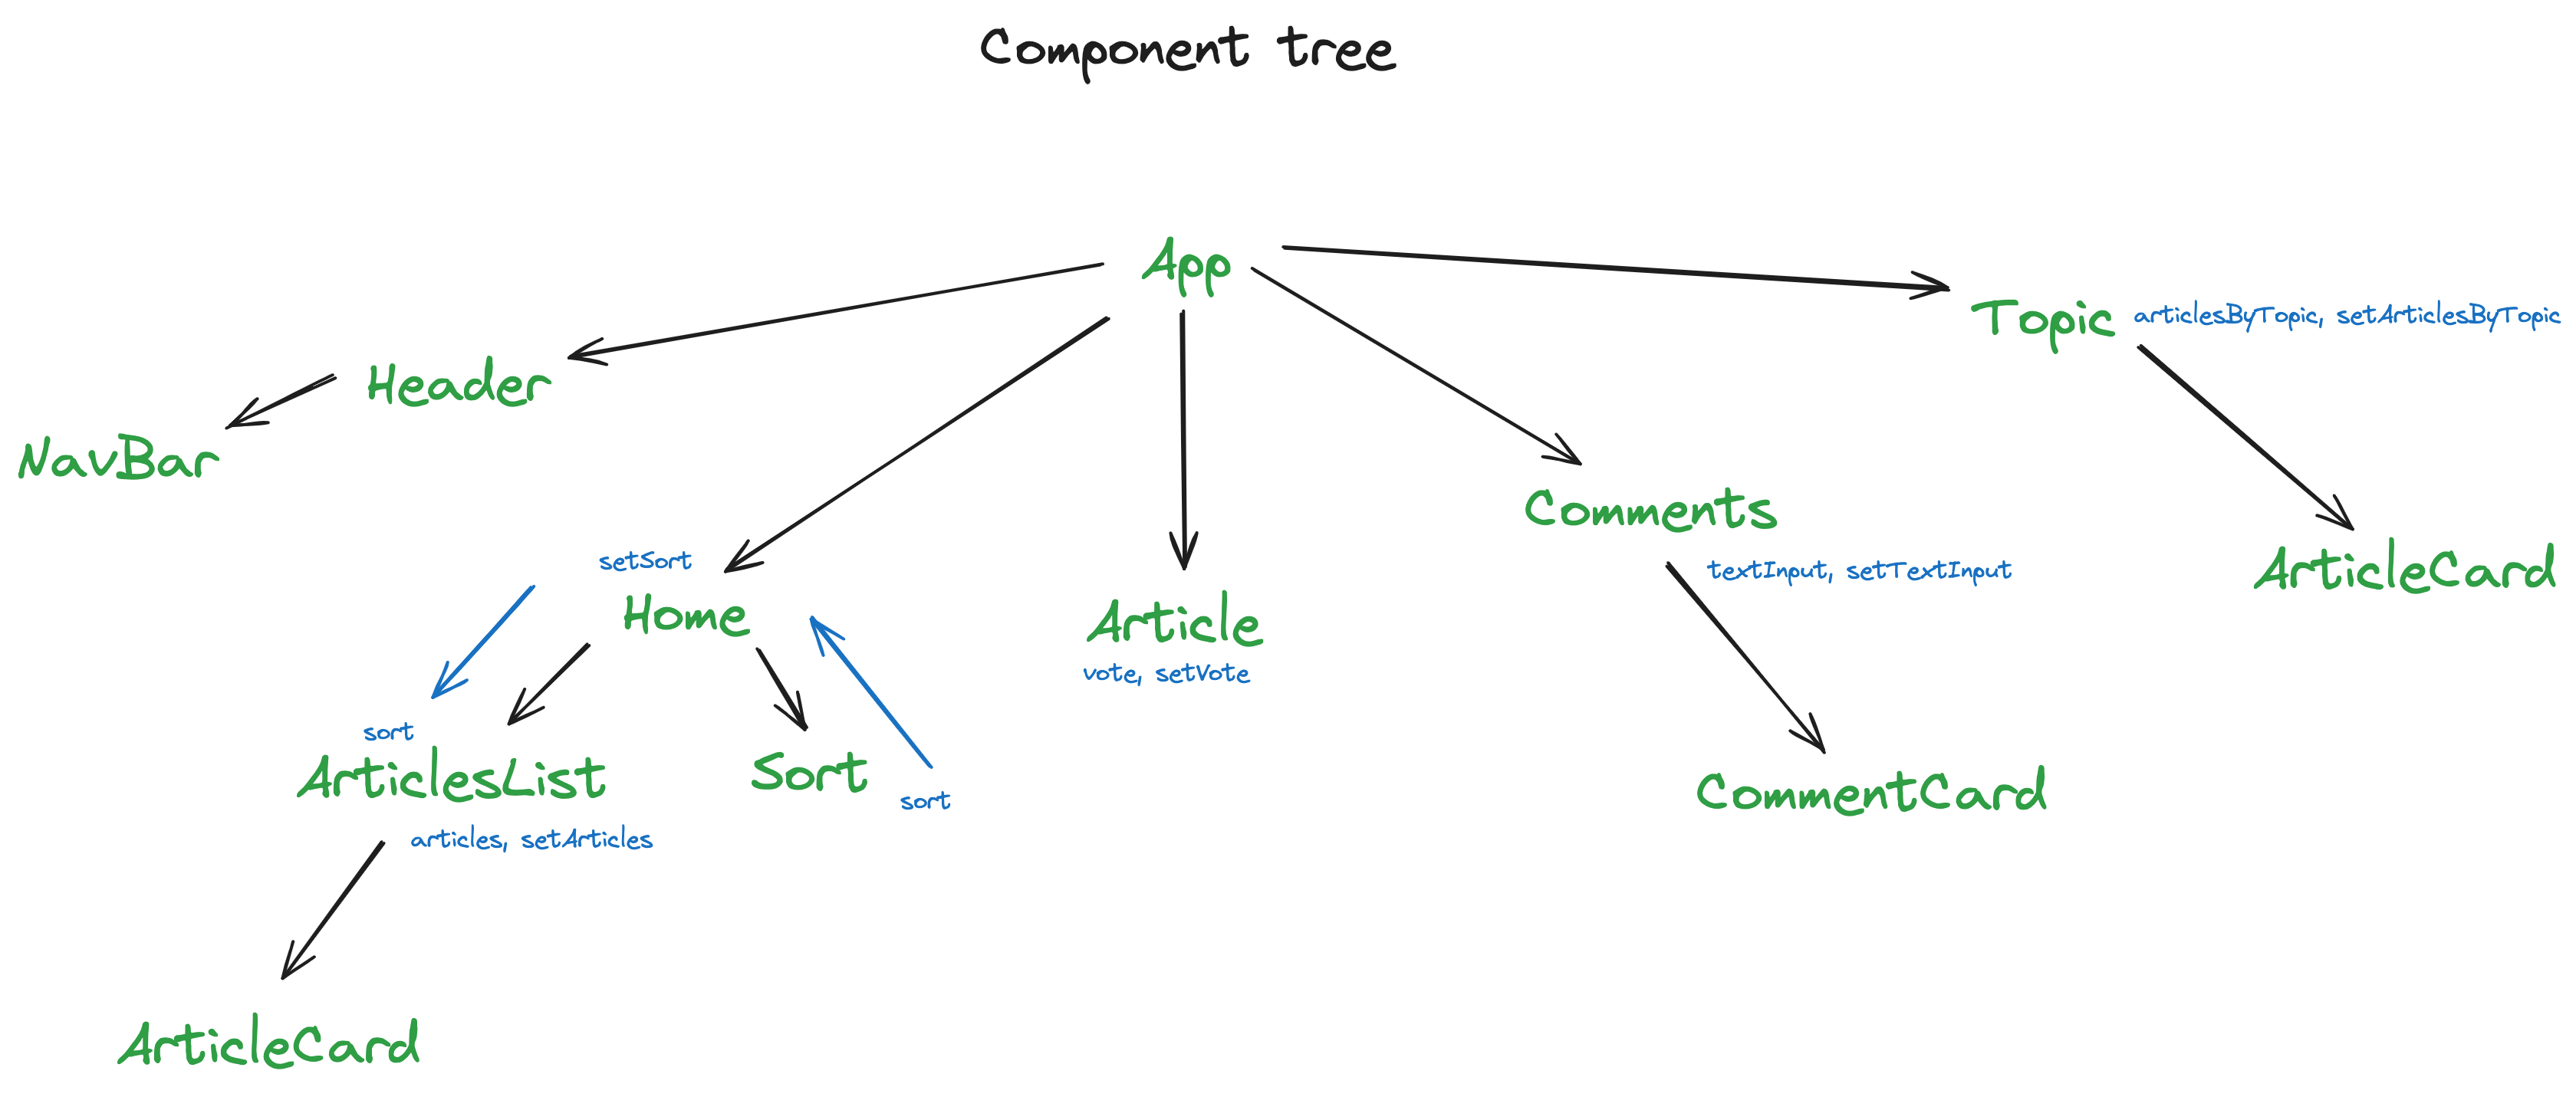 Component tree
App
Topic articlesByTopic, setArticlesByTopic
Header
NavBar
Comments
textInput, setTextInput
ArticleCard
setSort
Home
Article
vote, setVote
sort
ArticlesList
articles, setArticles
Sort
sort
CommentCard
ArticleCard